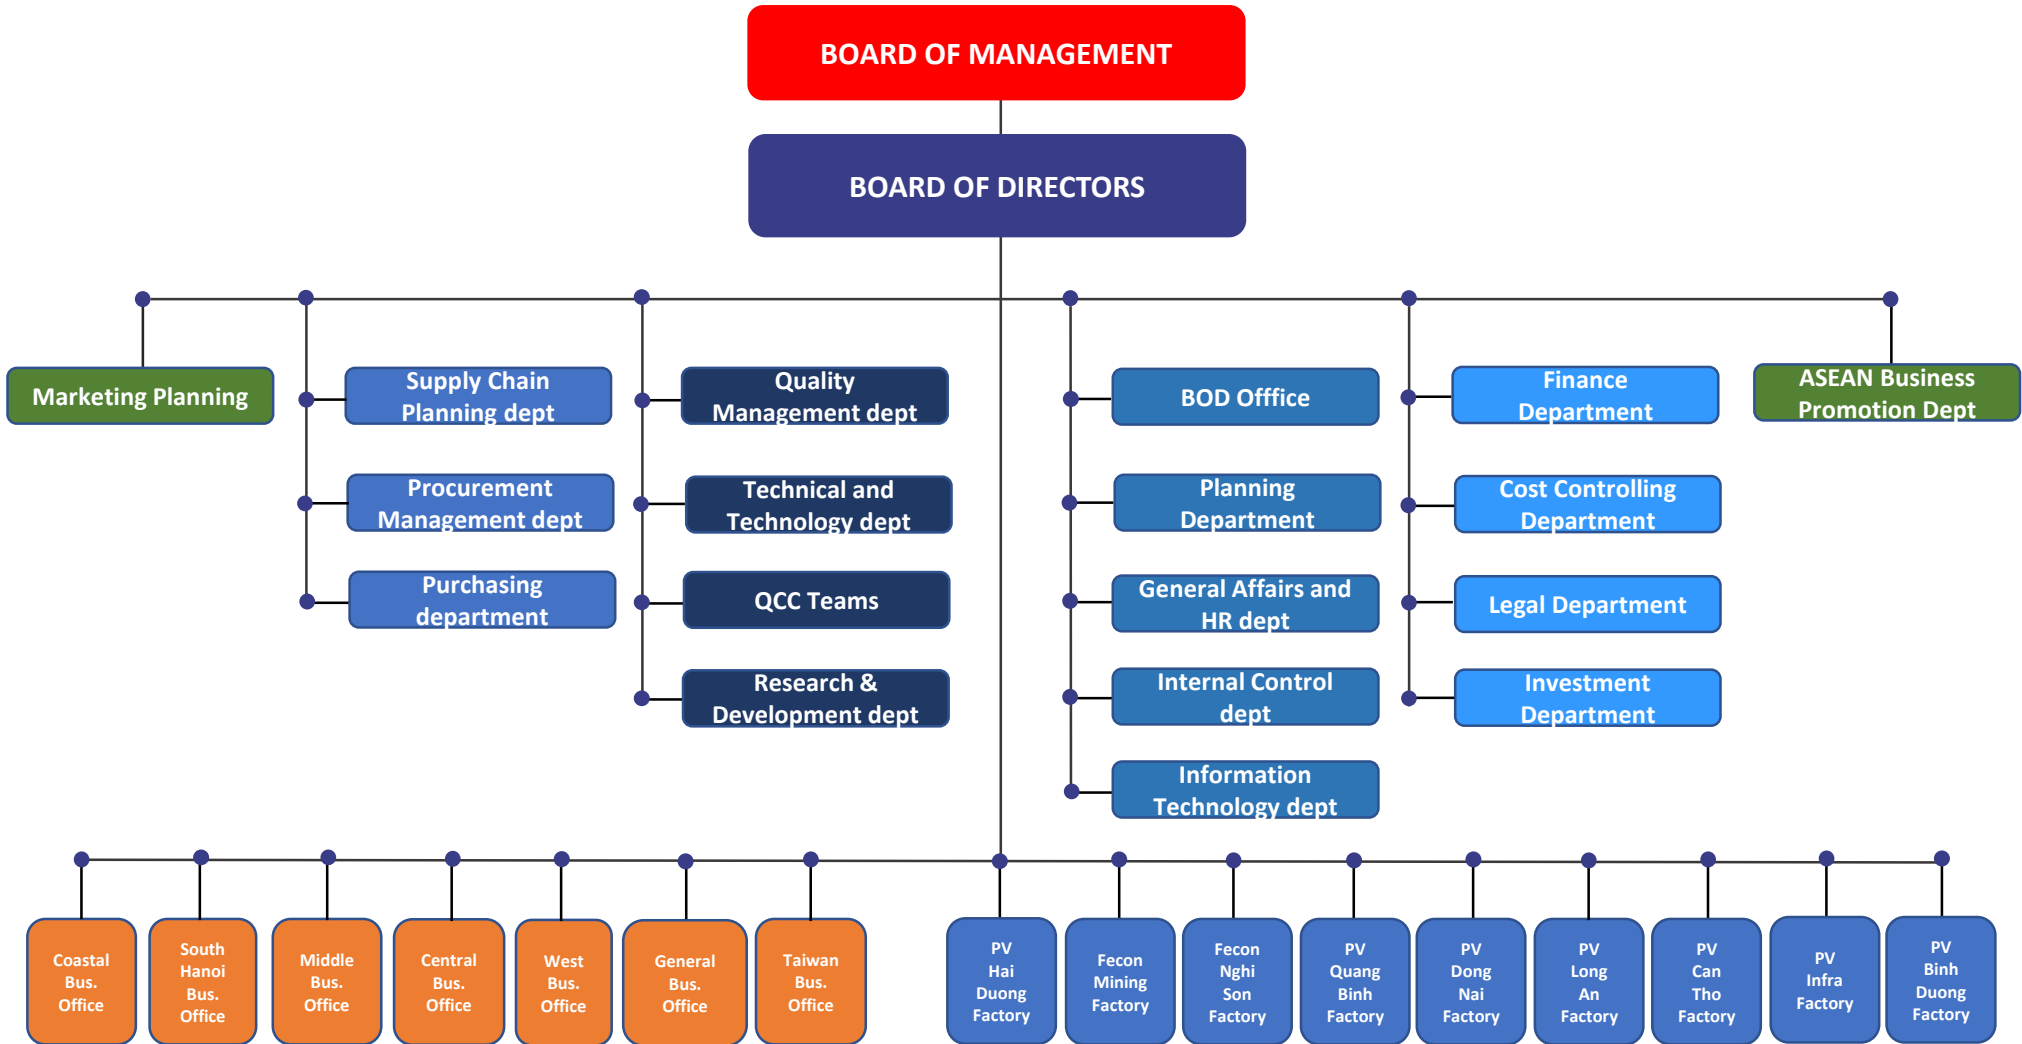 BOARD OF MANAGEMENT
BOARD OF DIRECTORS
Marketing Planning
Supply Chain
Planning dept
Procurement
Management dept
Purchasing
department
Quality
Management dept
Technical and
Technology dept
QCC Teams
Research &
Development dept
BOD Offfice
Planning
Department
General Affairs and
HR dept
Internal Control
dept
Information
Technology dept
Finance
Department
Cost Controlling
Department
Legal Department
Investment
Department
ASEAN Business
Promotion Dept
Coastal
Bus.
Office
South
Hanoi
Bus.
Office
Middle
Bus.
Office
Central
Bus.
Office
West
Bus.
Office
General
Bus.
Office
Taiwan
Bus.
Office
PV
Hai
Duong
Factory
Fecon
Mining
Factory
Fecon
Nghi
Son
Factory
PV
Quang
Binh
Factory
PV
Dong
Nai
Factory
PV
Long
An
Factory
PV
Can
Tho
Factory
PV
Infra
Factory
PV
Binh
Duong
Factory